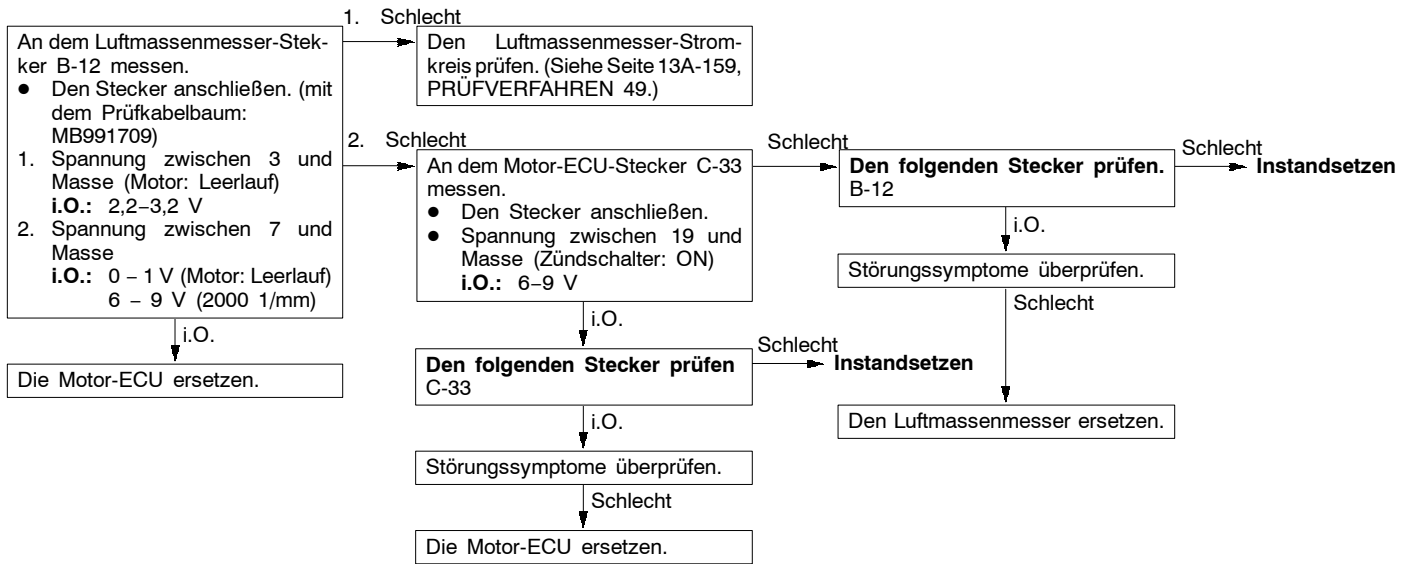 1. Schlecht
An dem Luftmassenmesser-Stek-
ker B-12 messen.
● Den Stecker anschließen. (mit
dem Prüfkabelbaum:
MB991709)
1. Spannung zwischen 3 und
Masse (Motor: Leerlauf)
i.O.: 2,2–3,2 V
2. Spannung zwischen 7 und
Masse
i.O.: 0 – 1 V (Motor: Leerlauf)
6 – 9 V (2000 1/mm)
Den Luftmassenmesser-Strom-
kreis prüfen. (Siehe Seite 13A-159,
PRÜFVERFAHREN 49.)
2. Schlecht
An dem Motor-ECU-Stecker C-33
messen.
● Den Stecker anschließen.
● Spannung zwischen 19 und
Masse (Zündschalter: ON)
i.O.: 6–9 V
Schlecht
Den folgenden Stecker prüfen.
B-12
Schlecht
Instandsetzen
i.O.
Störungssymptome überprüfen.
Schlecht
Den Luftmassenmesser ersetzen.
i.O.
Die Motor-ECU ersetzen.
i.O.
Den folgenden Stecker prüfen
C-33
Schlecht
Instandsetzen
i.O.
Störungssymptome überprüfen.
Schlecht
Die Motor-ECU ersetzen.